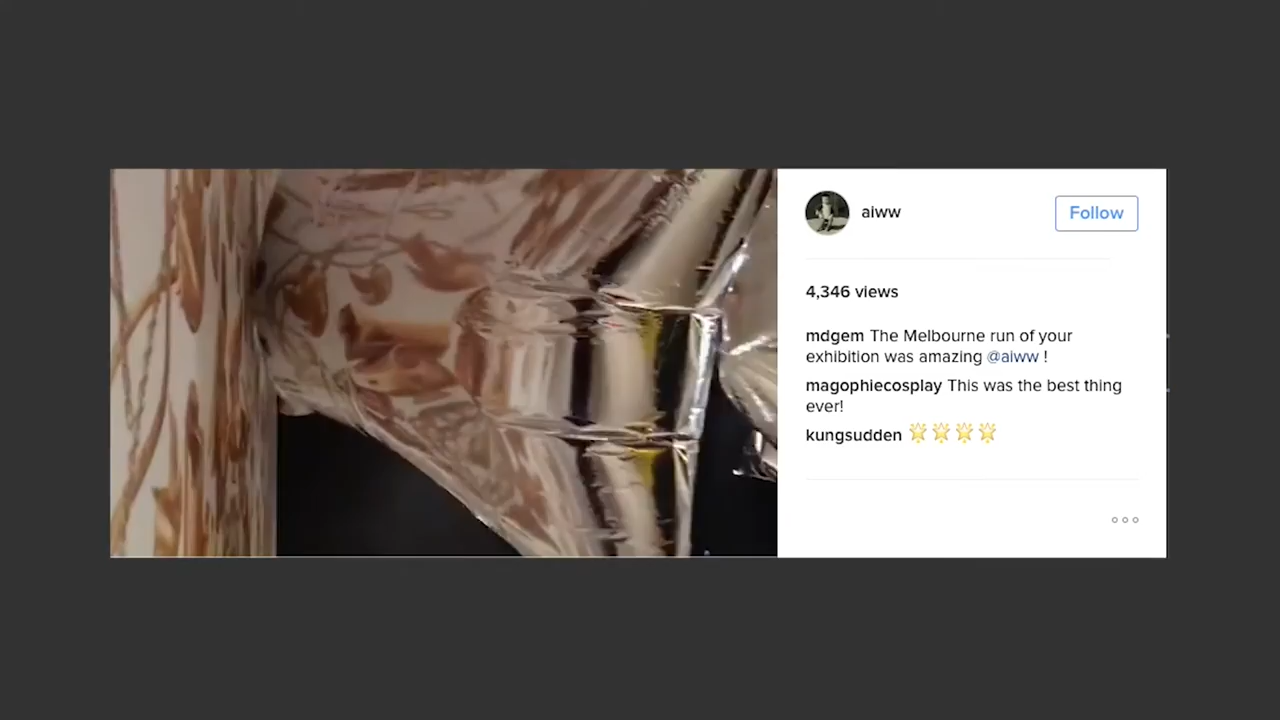 aiww
Follow
4,346 views
mdgem The Melbourne run of your
exhibition was amazing @aiww !
magophiecosplay This was the best thing
ever!
kungsudden 🌟🌟🌟🌟